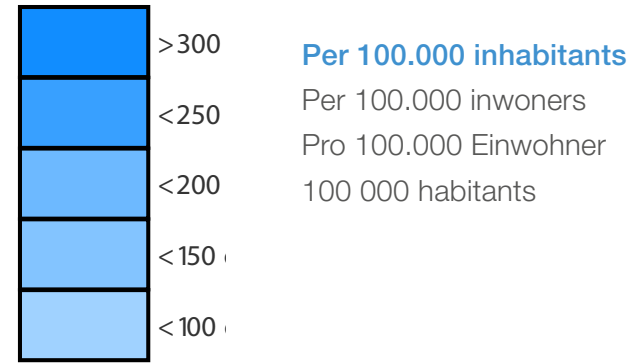 >300
<250
<200
<150
<100
Per 100.000 inhabitants
Per 100.000 inwoners
Pro 100.000 Einwohner
100 000 habitants